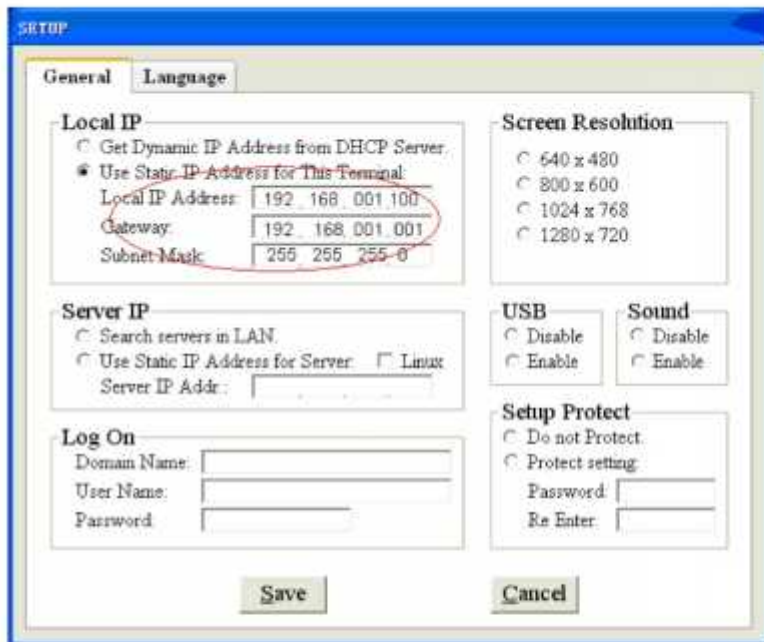 SETUP
General Language
Local IP
Get Dynamic IP Address from DHCP Server
Use Static IP Address for This Terminal:
Local IP Address: 192 . 168 . 001 . 100
Gateway: 192 . 168 . 001 . 001
Subnet Mask: 255 . 255 . 255 . 0
Screen Resolution
640 x 480
800 x 600
1024 x 768
1280 x 720
Server IP
Search servers in LAN.
Use Static IP Address for Server: Linux
Server IP Addr.:
USB
Disable
Enable
Sound
Disable
Enable
Log On
Domain Name:
User Name:
Password:
Setup Protect
Do not Protect.
Protect setting:
Password:
Re Enter:
Save Cancel